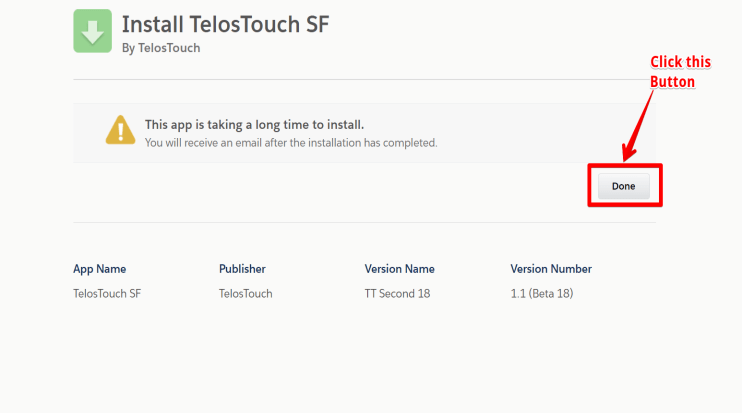 Install TelosTouch SF
By TelosTouch
Click this
Button
This app is taking a long time to install.
You will receive an email after the installation has completed.
Done
App Name Publisher Version Name Version Number
TelosTouch SF TelosTouch TT Second 18 1.1 (Beta 18)